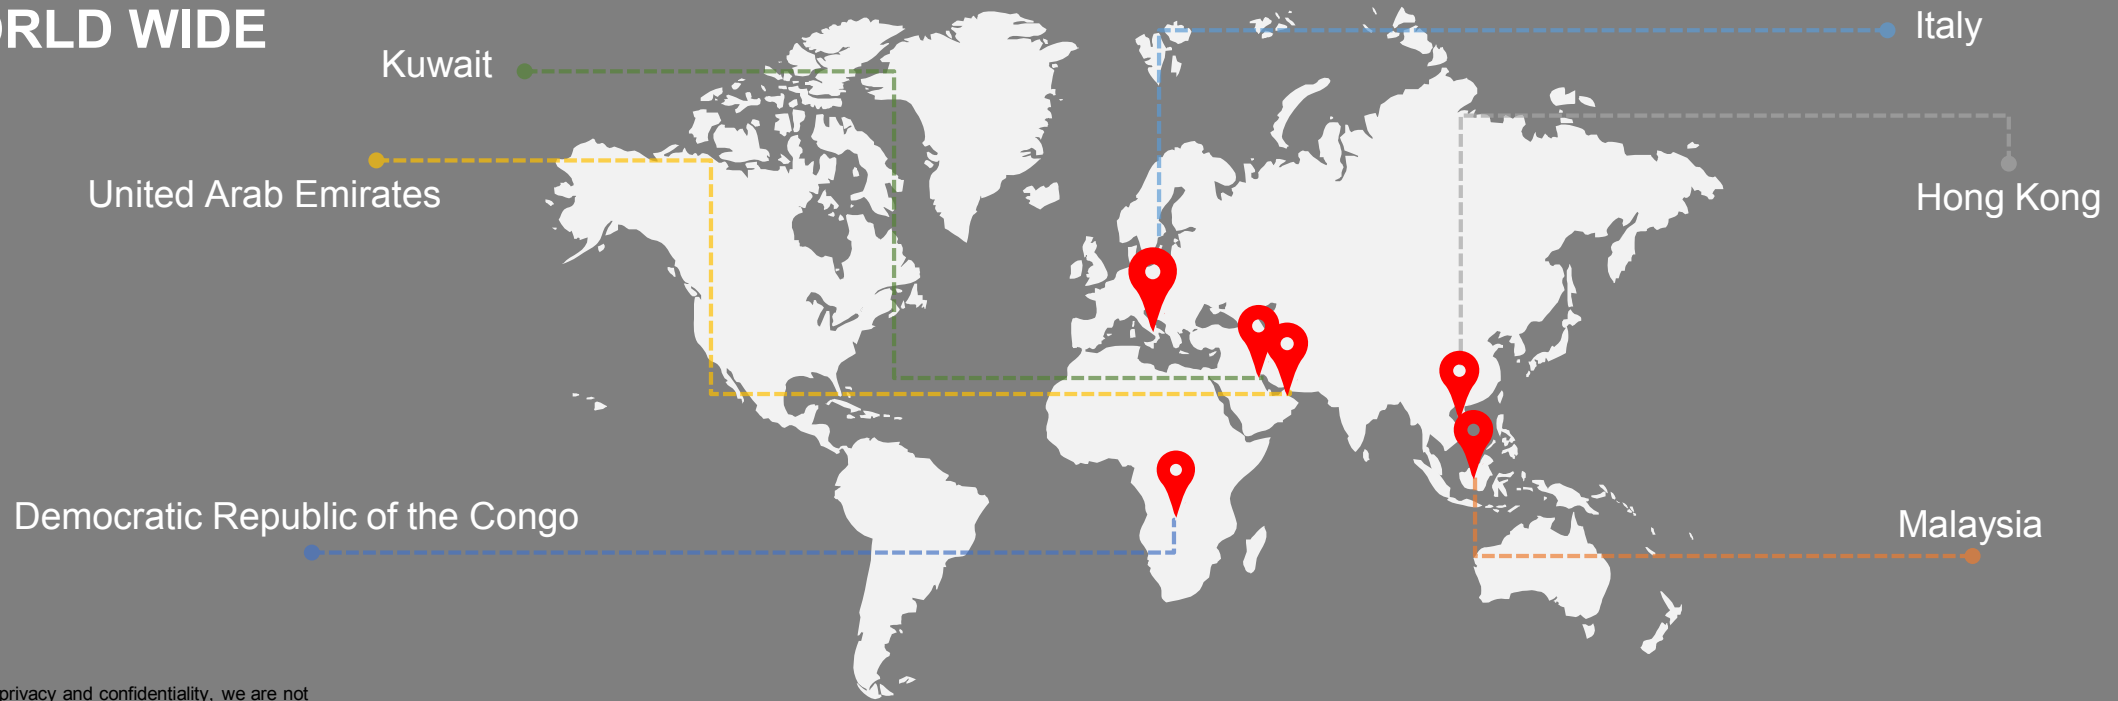 WIDE
Italy
Kuwait
United Arab Emirates
Hong Kong
Democratic Republic of the Congo
Malaysia
privacy and confidentiality, we are not